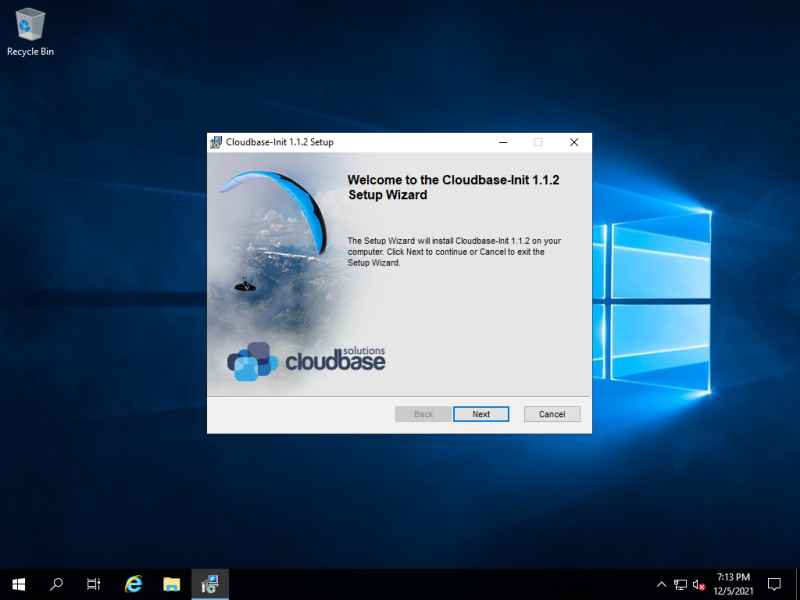 Recycle Bin
Cloudbase-Init 1.1.2 Setup
Welcome to the Cloudbase-Init 1.1.2
Setup Wizard
The Setup Wizard will install Cloudbase-Init 1.1.2 on your
computer. Click Next to continue or Cancel to exit the
Setup Wizard.
solutions
cloudbase
Back
Next
Cancel
7:13 PM
12/5/2021